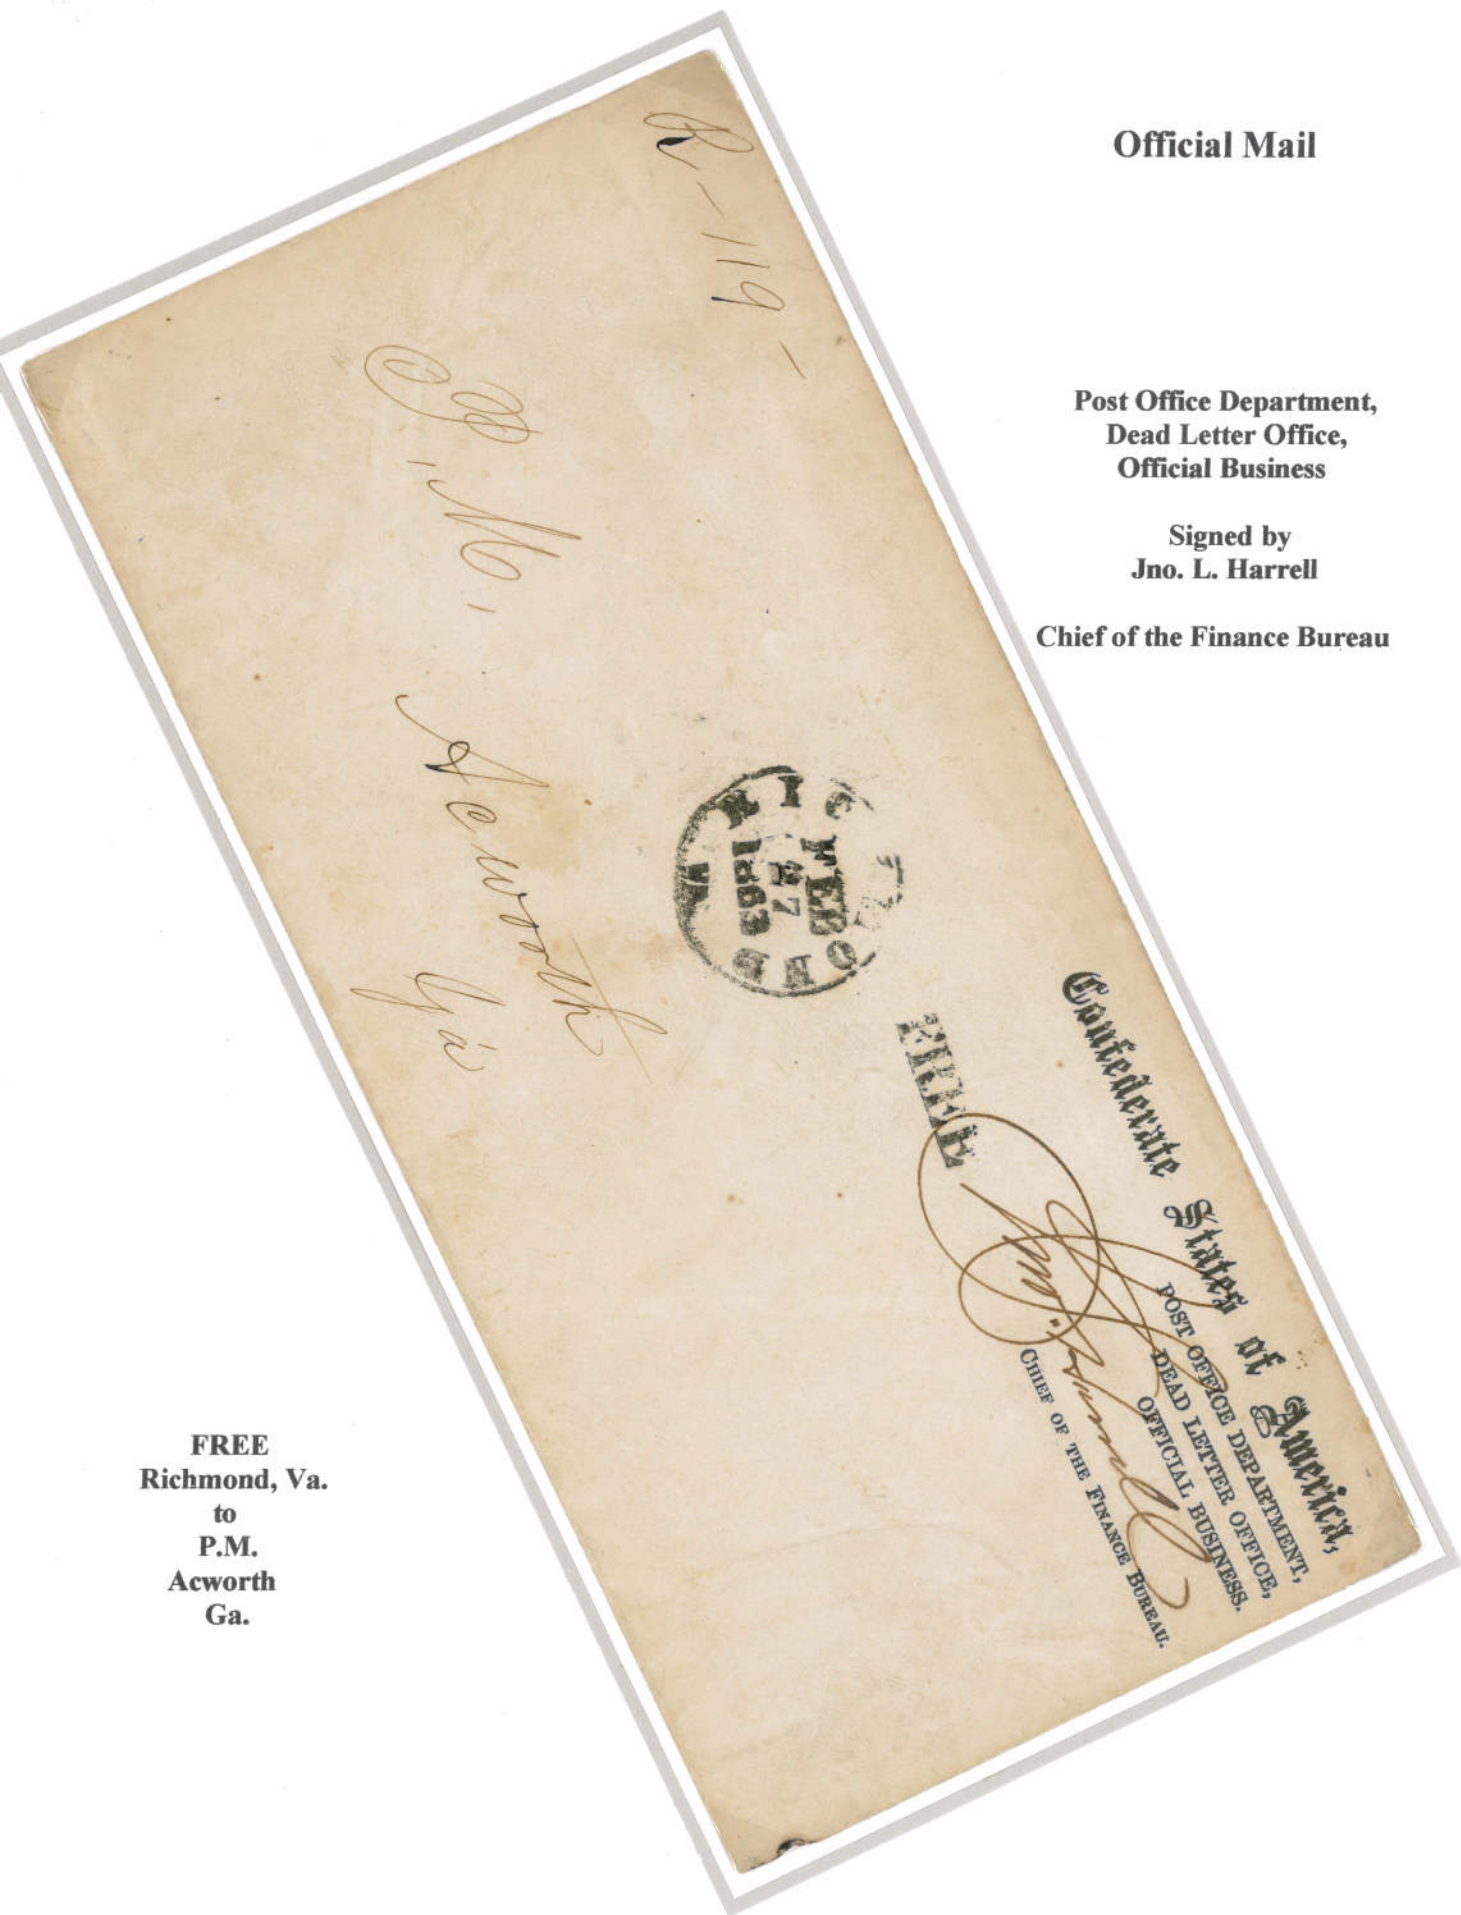 Official Mail
Post Office Department,
Dead Letter Office,
Official Business
Signed by
Jno. L. Harrell
Chief of the Finance Bureau
Confederate States of America,
POST OFFICE DEPARTMENT,
DEAD LETTER OFFICE,
OFFICIAL BUSINESS.
Jno. L. Harrell
CHIEF OF THE FINANCE BUREAU.
FREE
FEB
1863
R-119-
P.M.
Acworth
Ga
FREE
Richmond, Va.
to
P.M.
Acworth
Ga.